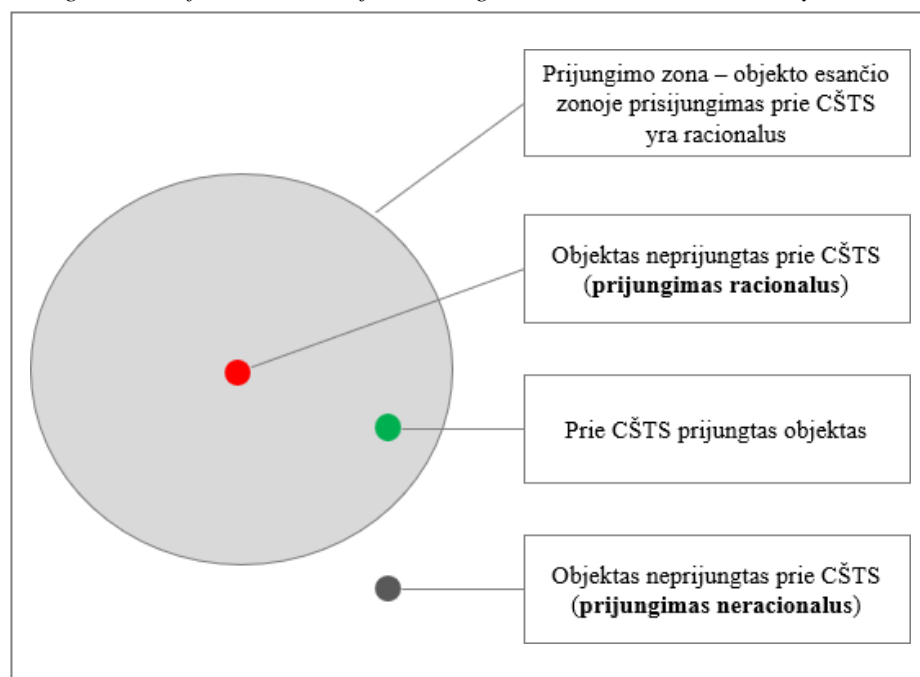 Prijungimo zona – objekto esančio
zonoje prisijungimas prie CŠTS
yra racionalus
Objektas neprijungtas prie CŠTS
(prijungimas racionalus)
Prie CŠTS prijungtas objektas
Objektas neprijungtas prie CŠTS
(prijungimas neracionalus)